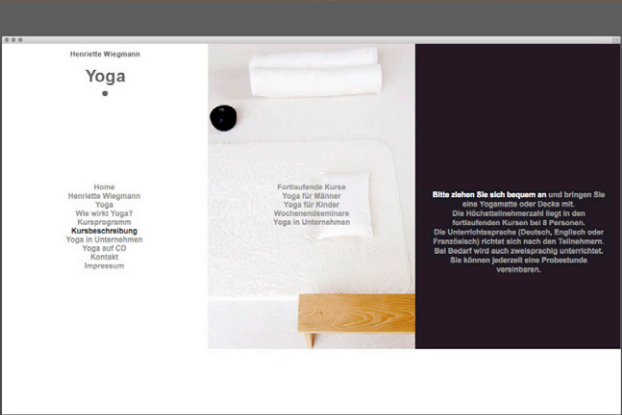 Henriette Wiegmann
Yoga
Home
Henriette Wiegmann
Yoga
Wie wirkt Yoga?
Kursprogramm
Kursbeschreibung
Yoga in Unternehmen
Yoga auf CD
Kontakt
Impressum
Fortlaufende Kurse
Yoga für Männer
Yoga für Kinder
Wochenendseminare
Yoga in Unternehmen
Bitte ziehen Sie sich bequem an und bringen Sie
eine Yogamatte oder Decke mit.
Die Höchstteilnehmerzahl liegt in den
fortlaufenden Kursen bei 8 Personen.
Die Unterrichtssprache (Deutsch, Englisch oder
Französisch) richtet sich nach den Teilnehmern.
Bei Bedarf wird auch zweisprachig unterrichtet.
Sie können jederzeit eine Probestunde
vereinbaren.